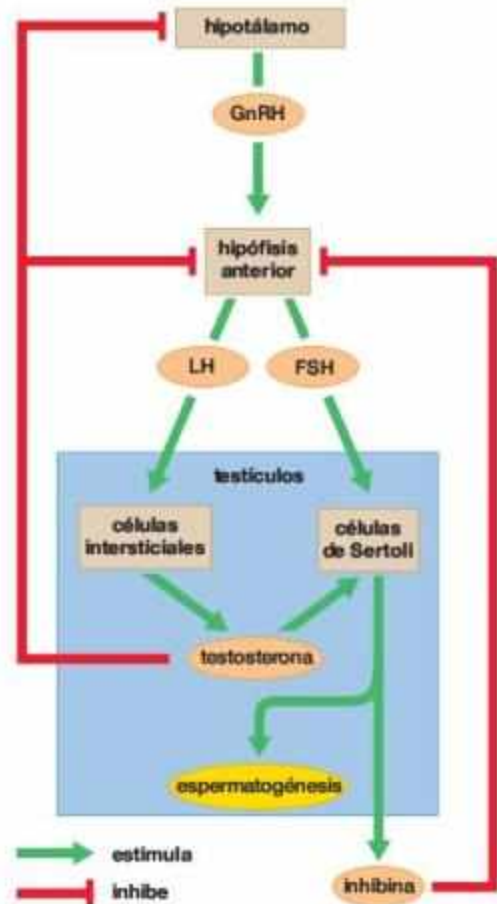 hipotálamo
GnRH
hipófisis
anterior
LH
FSH
testículos
células
intersticiales
células
de Sertoli
testosterona
espermatogénesis
estimula
inhibe
inhibina